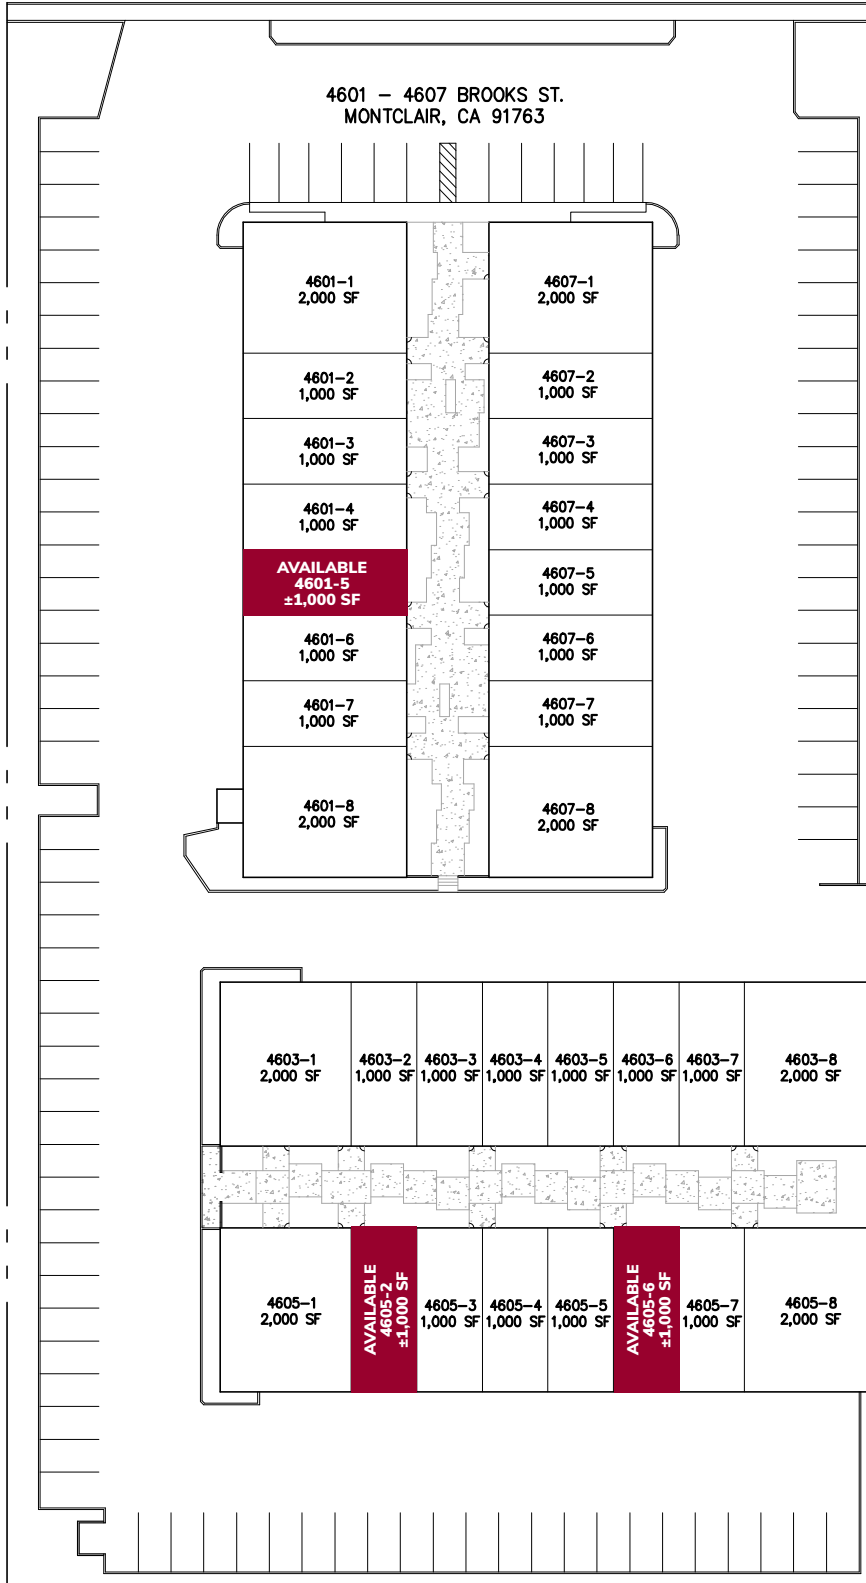 4601 – 4607 BROOKS ST.
MONTCLAIR, CA 91763
4601-1
2,000 SF
4607-1
2,000 SF
4601-2
1,000 SF
4607-2
1,000 SF
4601-3
1,000 SF
4607-3
1,000 SF
4601-4
1,000 SF
4607-4
1,000 SF
AVAILABLE
4601-5
±1,000 SF
4607-5
1,000 SF
4601-6
1,000 SF
4607-6
1,000 SF
4601-7
1,000 SF
4607-7
1,000 SF
4601-8
2,000 SF
4607-8
2,000 SF
4603-1
2,000 SF
4603-2
1,000 SF
4603-3
1,000 SF
4603-4
1,000 SF
4603-5
1,000 SF
4603-6
1,000 SF
4603-7
1,000 SF
4603-8
2,000 SF
4605-1
2,000 SF
AVAILABLE
4605-2
±1,000 SF
4605-3
1,000 SF
4605-4
1,000 SF
4605-5
1,000 SF
AVAILABLE
4605-6
±1,000 SF
4605-7
1,000 SF
4605-8
2,000 SF